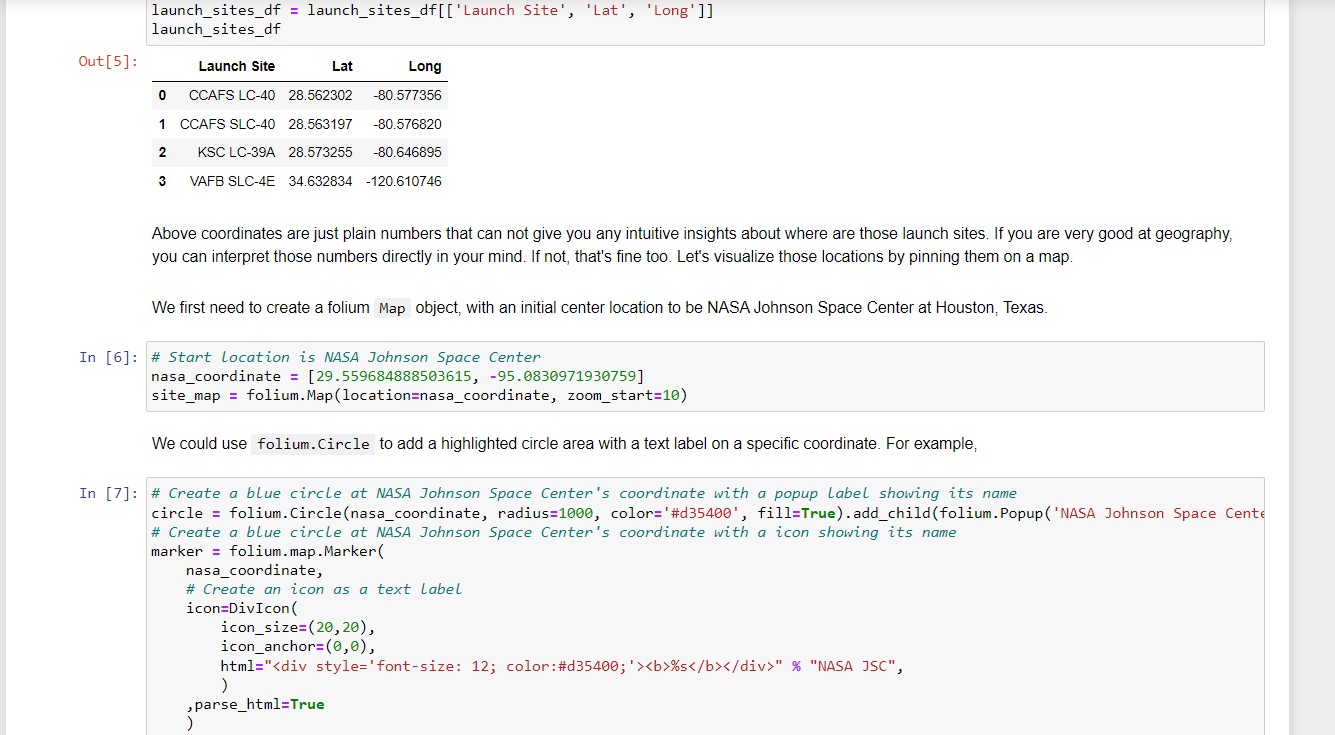 launch_sites_df = launch_sites_df[['Launch Site', 'Lat', 'Long']]
launch_sites_df
Out[5]:
Launch Site Lat Long
0 CCAFS LC-40 28.562302 -80.577356
1 CCAFS SLC-40 28.563197 -80.576820
2 KSC LC-39A 28.573255 -80.646895
3 VAFB SLC-4E 34.632834 -120.610746
Above coordinates are just plain numbers that can not give you any intuitive insights about where are those launch sites. If you are very good at geography,
you can interpret those numbers directly in your mind. If not, that's fine too. Let's visualize those locations by pinning them on a map.
We first need to create a folium Map object, with an initial center location to be NASA Johnson Space Center at Houston, Texas.
In [6]: # Start location is NASA Johnson Space Center
nasa_coordinate = [29.559684888503615, -95.0830971930759]
site_map = folium.Map(location=nasa_coordinate, zoom_start=10)
We could use folium.Circle to add a highlighted circle area with a text label on a specific coordinate. For example,
In [7]: # Create a blue circle at NASA Johnson Space Center's coordinate with a popup label showing its name
circle = folium.Circle(nasa_coordinate, radius=1000, color='#d35400', fill=True).add_child(folium.Popup('NASA Johnson Space Cente
# Create a blue circle at NASA Johnson Space Center's coordinate with a icon showing its name
marker = folium.map.Marker(
    nasa_coordinate,
    # Create an icon as a text label
    icon=DivIcon(
        icon_size=(20,20),
        icon_anchor=(0,0),
        html="<div style='font-size: 12; color:#d35400;'><b>%s</b></div>" % "NASA JSC",
        )
    ,parse_html=True
    )